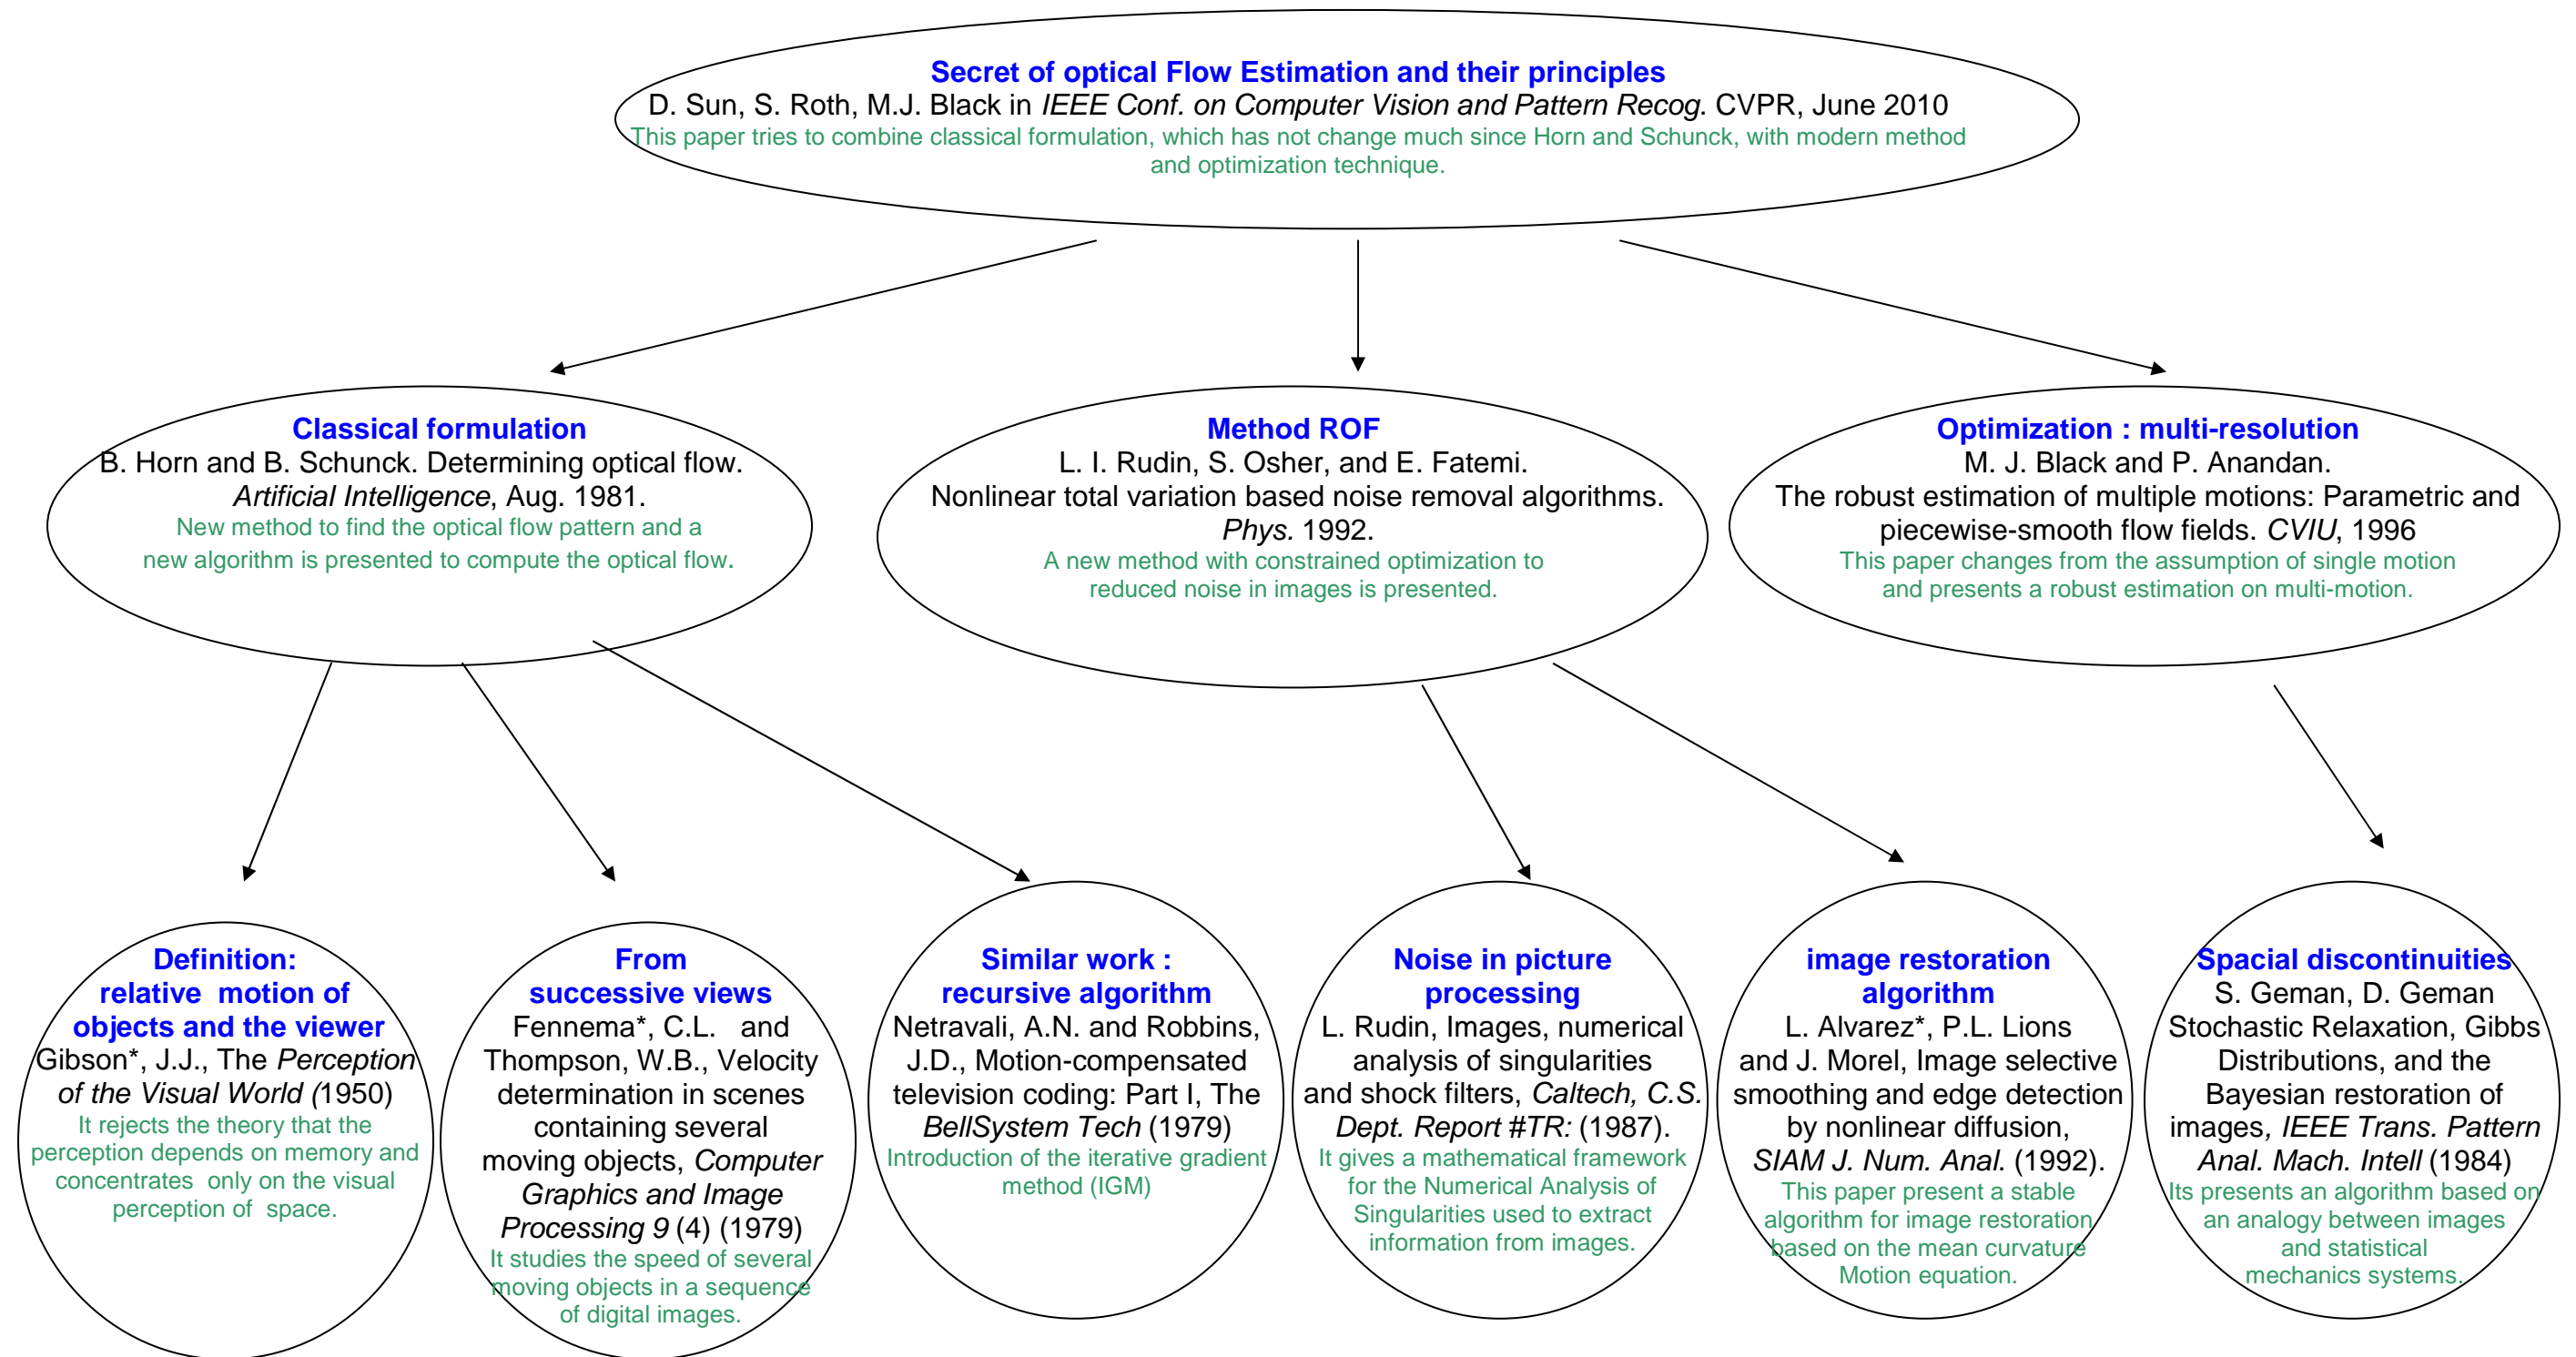 Secret of optical Flow Estimation and their principles
D. Sun, S. Roth, M.J. Black in IEEE Conf. on Computer Vision and Pattern Recog. CVPR, June 2010
This paper tries to combine classical formulation, which has not change much since Horn and Schunck, with modern method
and optimization technique.
Classical formulation
B. Horn and B. Schunck. Determining optical flow.
Artificial Intelligence, Aug. 1981.
New method to find the optical flow pattern and a
new algorithm is presented to compute the optical flow.
Method ROF
L. I. Rudin, S. Osher, and E. Fatemi.
Nonlinear total variation based noise removal algorithms.
Phys. 1992.
A new method with constrained optimization to
reduced noise in images is presented.
Optimization : multi-resolution
M. J. Black and P. Anandan.
The robust estimation of multiple motions: Parametric and
piecewise-smooth flow fields. CVIU, 1996
This paper changes from the assumption of single motion
and presents a robust estimation on multi-motion.
Definition:
relative motion of
objects and the viewer
Gibson*, J.J., The Perception
of the Visual World (1950)
It rejects the theory that the
perception depends on memory and
concentrates only on the visual
perception of space.
From
successive views
Fennema*, C.L. and
Thompson, W.B., Velocity
determination in scenes
containing several
moving objects, Computer
Graphics and Image
Processing 9 (4) (1979)
It studies the speed of several
moving objects in a sequence
of digital images.
Similar work :
recursive algorithm
Netravali, A.N. and Robbins,
J.D., Motion-compensated
television coding: Part I, The
BellSystem Tech (1979)
Introduction of the iterative gradient
method (IGM)
Noise in picture
processing
L. Rudin, Images, numerical
analysis of singularities
and shock filters, Caltech, C.S.
Dept. Report #TR: (1987).
It gives a mathematical framework
for the Numerical Analysis of
Singularities used to extract
information from images.
image restoration
algorithm
L. Alvarez*, P.L. Lions
and J. Morel, Image selective
smoothing and edge detection
by nonlinear diffusion,
SIAM J. Num. Anal. (1992).
This paper present a stable
algorithm for image restoration
based on the mean curvature
Motion equation.
Spacial discontinuities
S. Geman, D. Geman
Stochastic Relaxation, Gibbs
Distributions, and the
Bayesian restoration of
images, IEEE Trans. Pattern
Anal. Mach. Intell (1984)
Its presents an algorithm based on
an analogy between images
and statistical
mechanics systems.